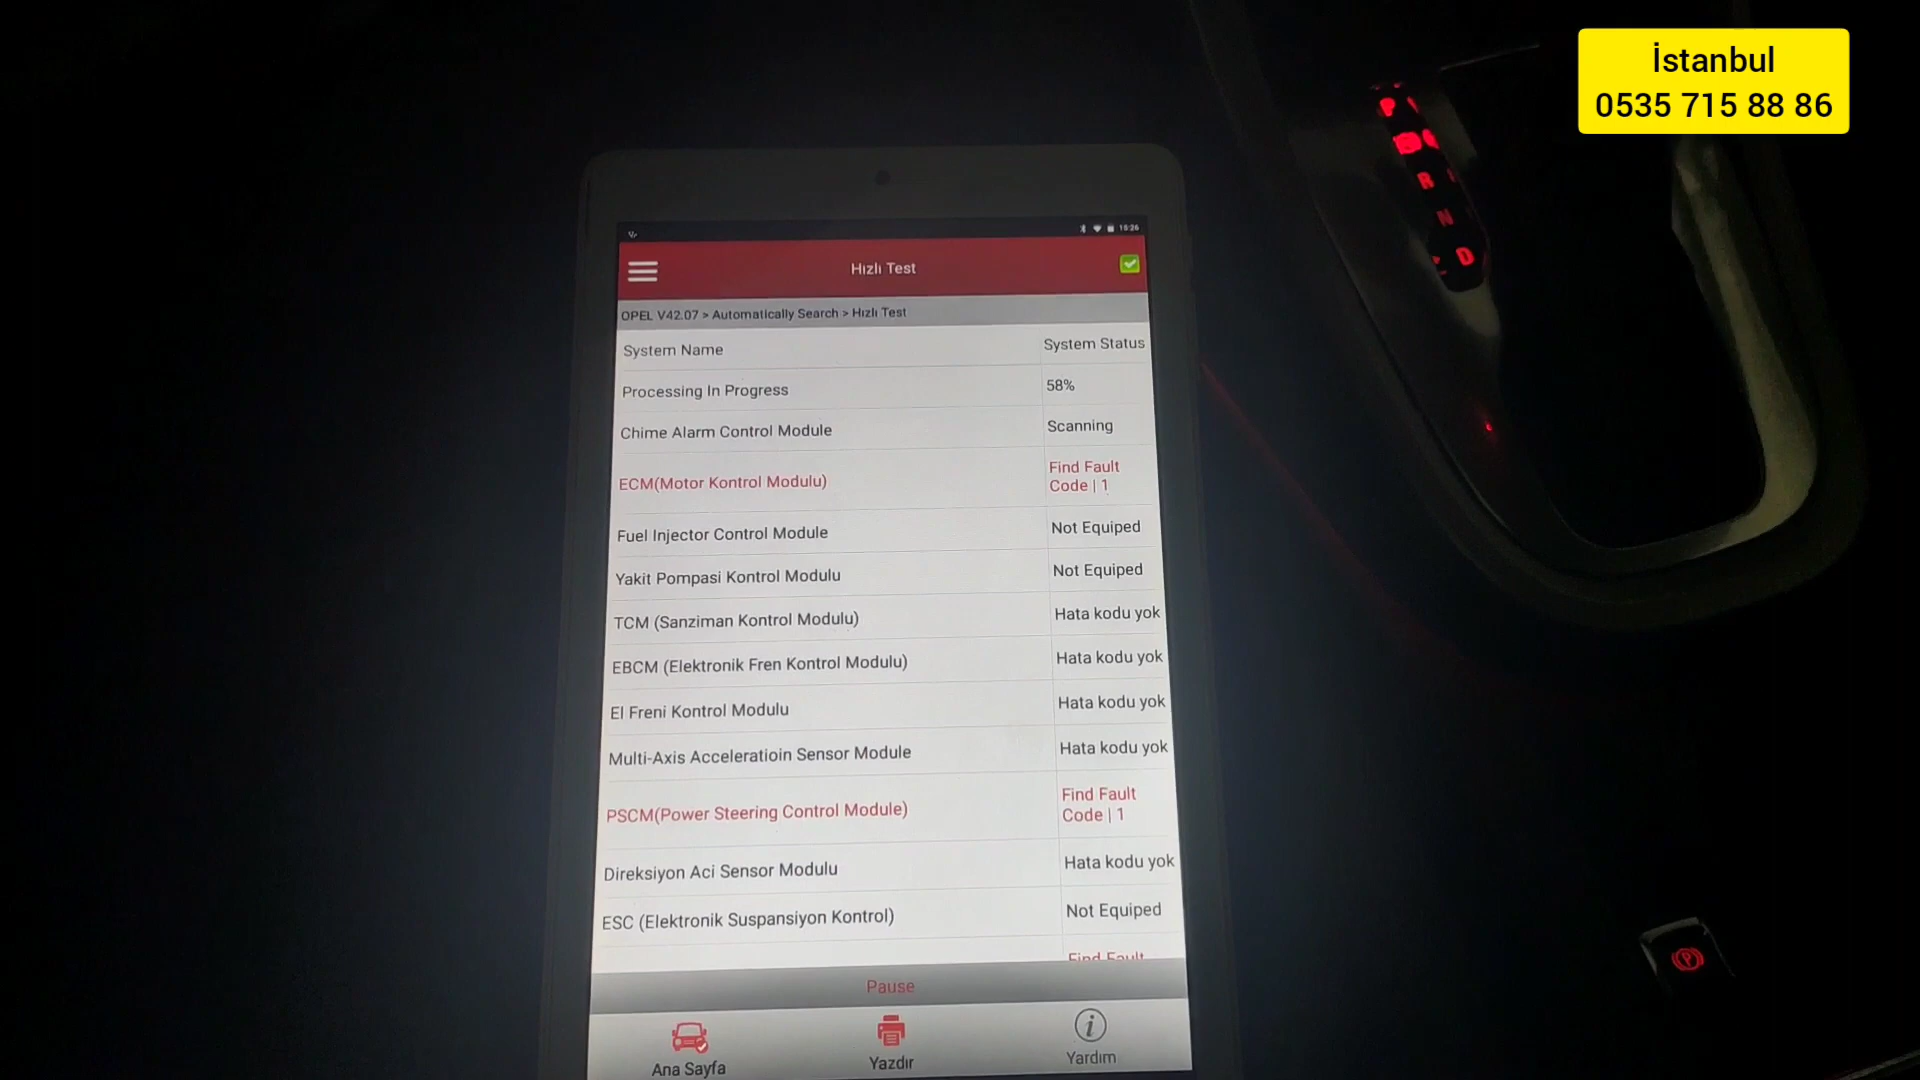 İstanbul
0535 715 88 86
P
R
N
D
15:26
Hızlı Test
OPEL V42.07 > Automatically Search > Hızlı Test
System Name System Status
Processing In Progress 58%
Chime Alarm Control Module Scanning
ECM(Motor Kontrol Modulu) Find Fault
Code | 1
Fuel Injector Control Module Not Equiped
Yakit Pompasi Kontrol Modulu Not Equiped
TCM (Sanziman Kontrol Modulu) Hata kodu yok
EBCM (Elektronik Fren Kontrol Modulu) Hata kodu yok
El Freni Kontrol Modulu Hata kodu yok
Multi-Axis Acceleratioin Sensor Module Hata kodu yok
PSCM(Power Steering Control Module) Find Fault
Code | 1
Direksiyon Aci Sensor Modulu Hata kodu yok
ESC (Elektronik Suspansiyon Kontrol) Not Equiped
Find Fault
Pause
Ana Sayfa Yazdır Yardım
P